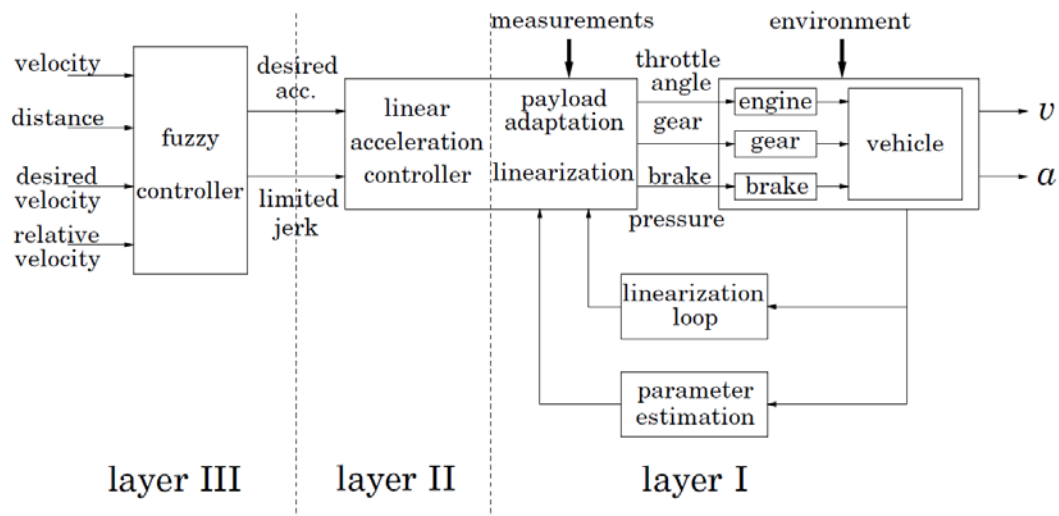 measurements
environment
velocity
distance
desired
velocity
relative
velocity
fuzzy
controller
desired
acc.
limited
jerk
linear
acceleration
controller
payload
adaptation
linearization
throttle
angle
gear
brake
pressure
engine
gear
brake
vehicle
v
a
linearization
loop
parameter
estimation
layer III
layer II
layer I